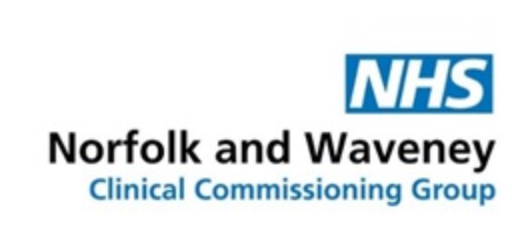 NHS
Norfolk and Waveney
Clinical Commissioning Group